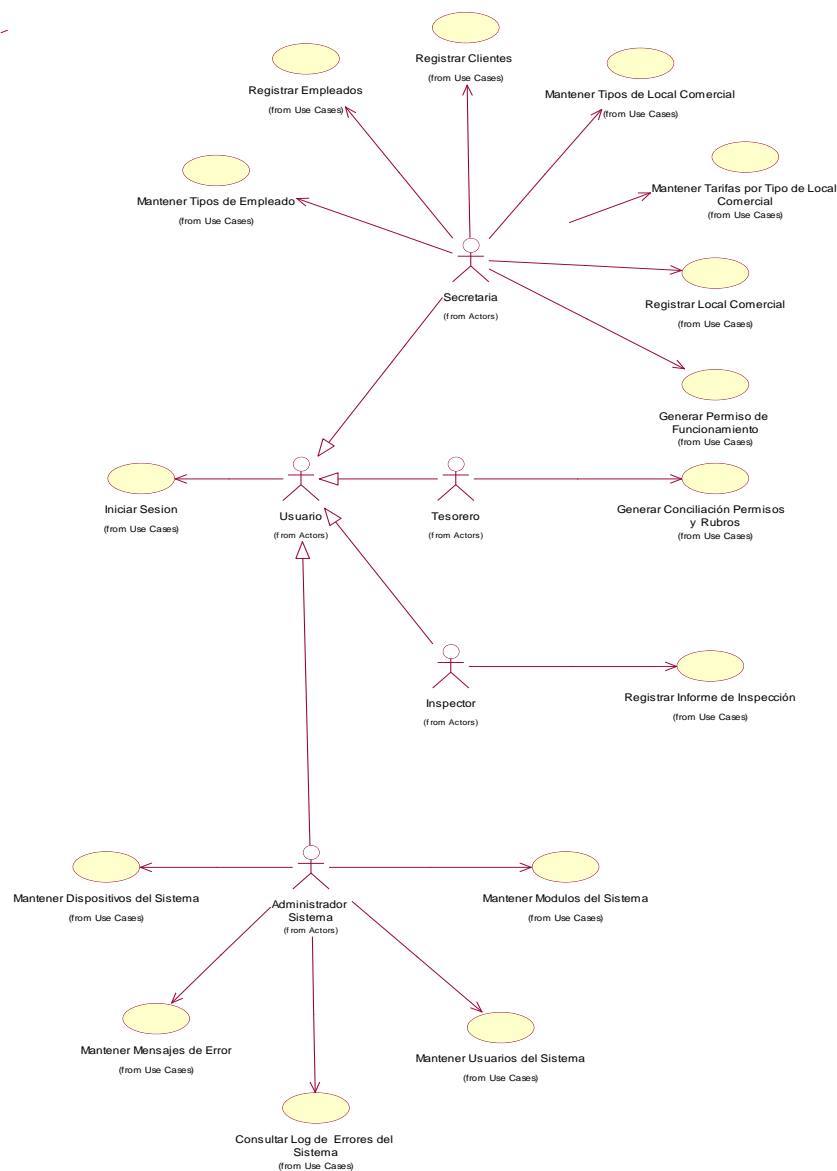 Registrar Clientes
(from Use Cases)
Registrar Empleados
(from Use Cases)
Mantener Tipos de Local Comercial
(from Use Cases)
Mantener Tipos de Empleado
(from Use Cases)
Mantener Tarifas por Tipo de Local
Comercial
(from Use Cases)
Secretaria
(from Actors)
Registrar Local Comercial
(from Use Cases)
Generar Permiso de
Funcionamiento
(from Use Cases)
Iniciar Sesion
(from Use Cases)
Usuario
(from Actors)
Tesorero
(from Actors)
Generar Conciliación Permisos
y Rubros
(from Use Cases)
Inspector
(from Actors)
Registrar Informe de Inspección
(from Use Cases)
Mantener Dispositivos del Sistema
(from Use Cases)
Administrador
Sistema
(from Actors)
Mantener Modulos del Sistema
(from Use Cases)
Mantener Mensajes de Error
(from Use Cases)
Mantener Usuarios del Sistema
(from Use Cases)
Consultar Log de Errores del
Sistema
(from Use Cases)